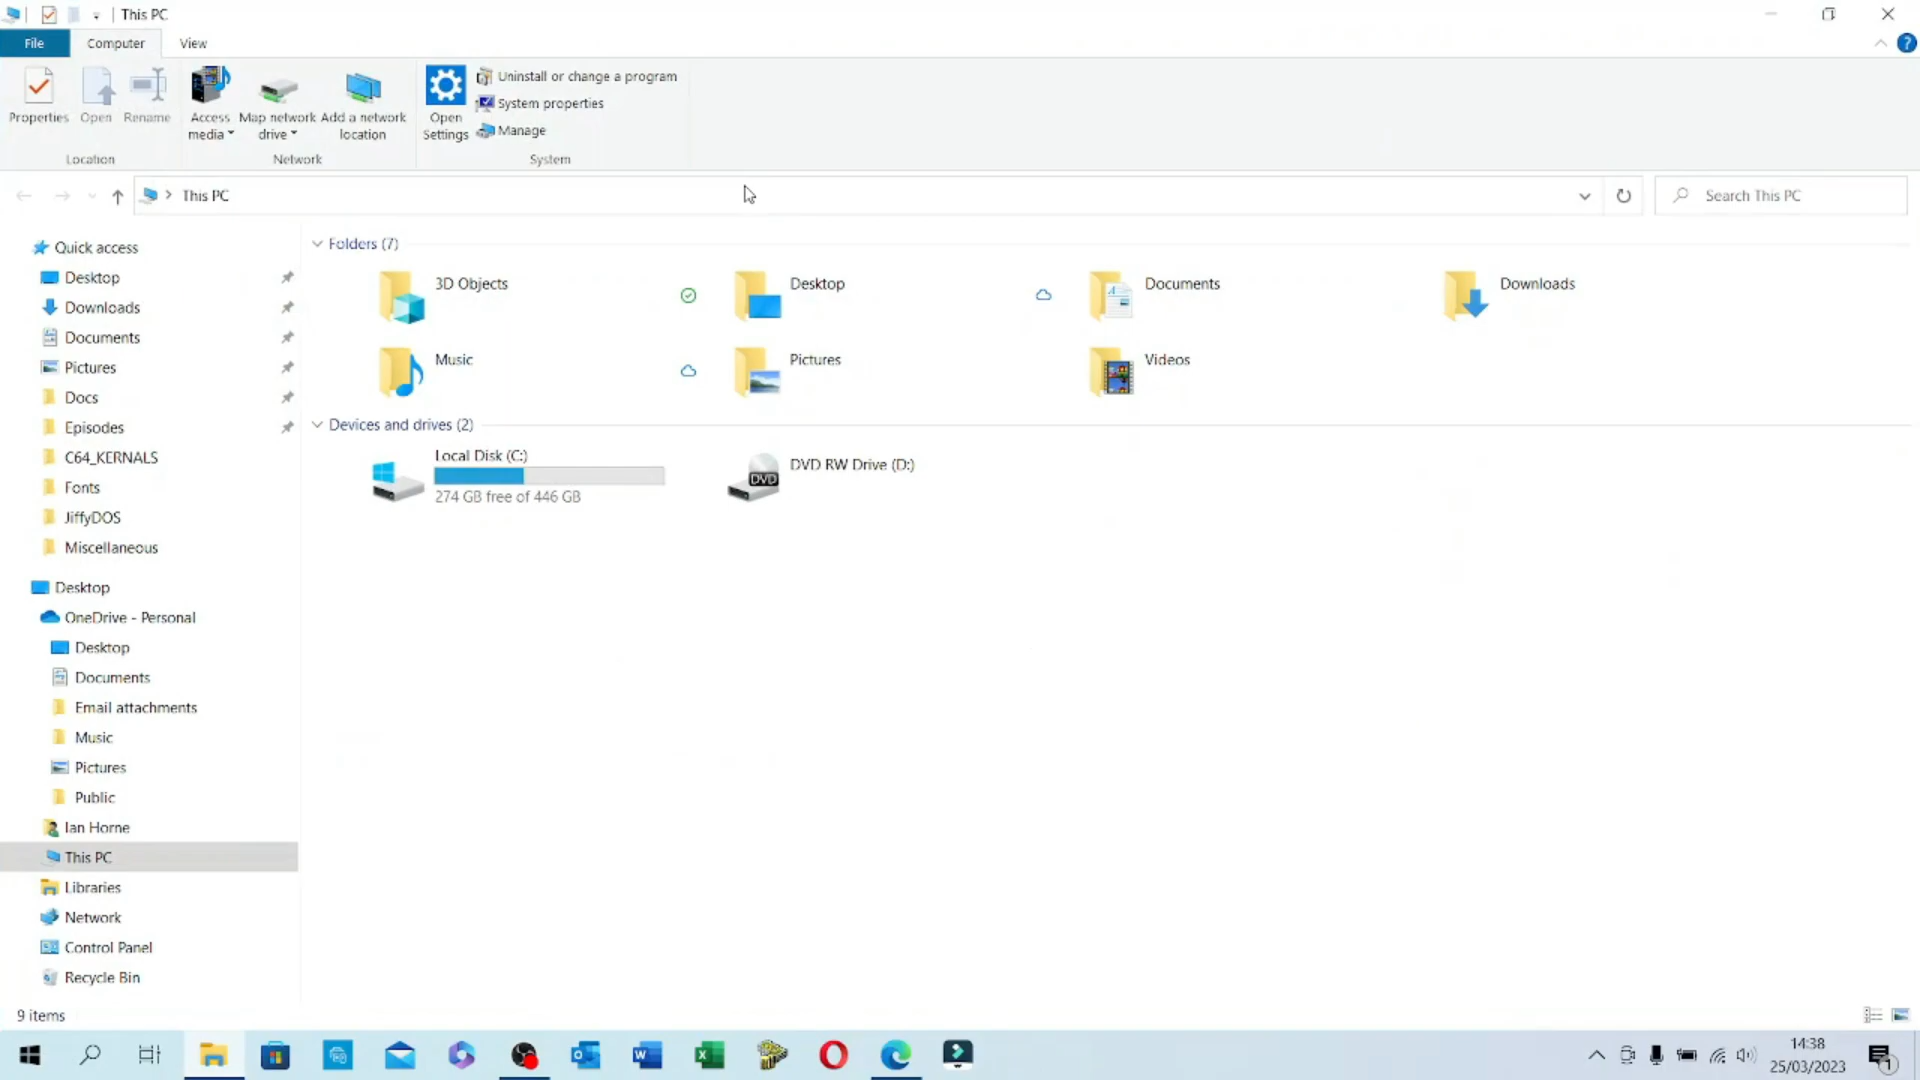 This PC
File
Computer
View
Properties
Open
Rename
Access media
Map network drive
Add a network location
Open Settings
Uninstall or change a program
System properties
Manage
Location
Network
System
This PC
Search This PC
Quick access
Desktop
Downloads
Documents
Pictures
Docs
Episodes
C64_KERNALS
Fonts
JiffyDOS
Miscellaneous
Desktop
OneDrive - Personal
Desktop
Documents
Email attachments
Music
Pictures
Public
Ian Horne
This PC
Libraries
Network
Control Panel
Recycle Bin
Folders (7)
3D Objects
Desktop
Documents
Downloads
Music
Pictures
Videos
Devices and drives (2)
Local Disk (C:)
274 GB free of 446 GB
DVD
DVD RW Drive (D:)
9 items
14:38
25/03/2023
1